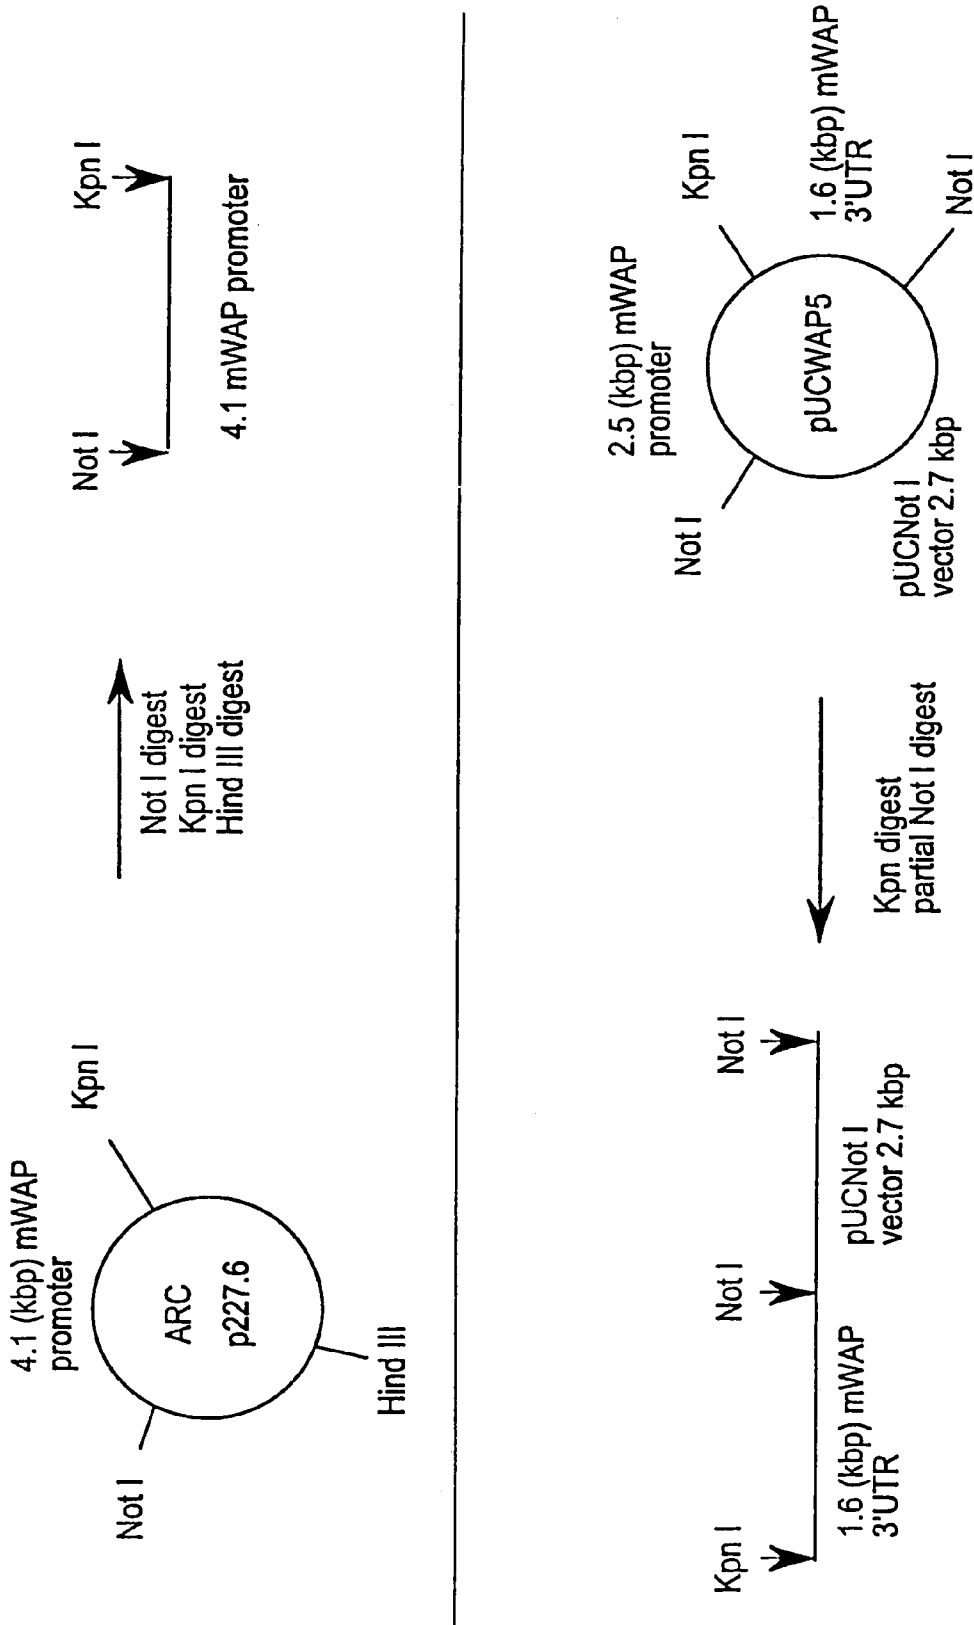 4.1 (kbp) mWAP
promoter
Not I
Kpn I
ARC
p227.6
Hind III
Not I digest
Kpn I digest
Hind III digest
Not I
Kpn I
4.1 mWAP promoter
Kpn I
Not I
Not I
1.6 (kbp) mWAP
3'UTR
pUCNot I
vector 2.7 kbp
Kpn digest
partial Not I digest
2.5 (kbp) mWAP
promoter
Not I
Kpn I
pUCWAP5
pUCNot I
vector 2.7 kbp
1.6 (kbp) mWAP
3'UTR
Not I